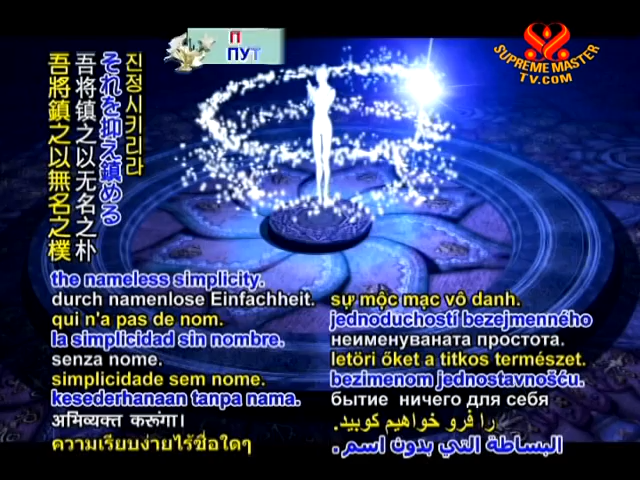 П
ПУТ
SUPREME MASTER
TV.COM
진정시키리라
それを抑え鎮める
吾将镇之以无名之朴
吾將鎮之以無名之樸
the nameless simplicity.
durch namenlose Einfachheit.
qui n'a pas de nom.
la simplicidad sin nombre.
senza nome.
simplicidade sem nome.
kesederhanaan tanpa nama.
अभिव्यक्त करूंगा।
ความเรียบง่ายไร้ชื่อใดๆ
sự mộc mạc vô danh.
jednoduchostí bezejmenného
неименуваната простота.
letöri őket a titkos természet.
bezimenom jednostavnošću.
бытие ничего для себя
را فرو خواهیم کوبید.
البساطة التي بدون اسم.